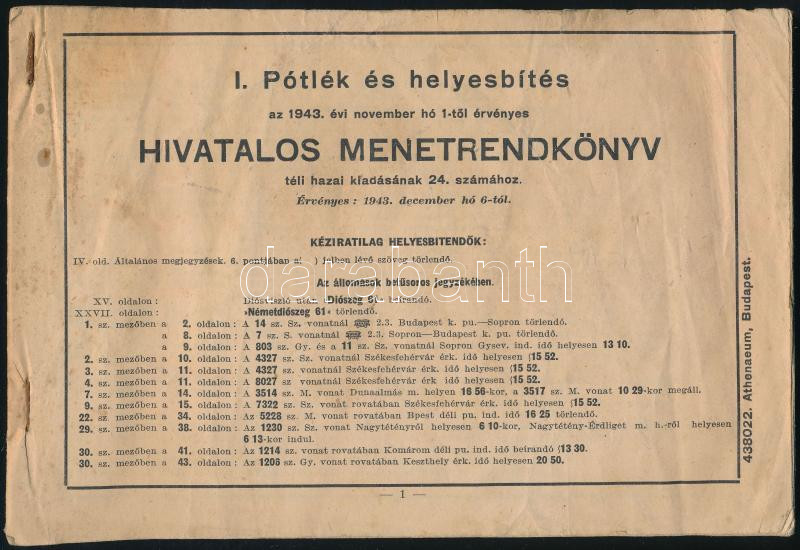 I. Pótlék és helyesbítés
az 1943. évi november hó 1-től érvényes
HIVATALOS MENETRENDKÖNYV
téli hazai kiadásának 24. számához.
Érvényes: 1943. december hó 6-tól.
KÉZIRATILAG HELYESBITENDŐK:
IV. old. Általános megjegyzések. 6. pontjában a( ) jelben lévő szöveg törlendő.
Az állomások betűsoros jegyzékében.
XV. oldalon: Diósviszló után „Diószeg 61" beírandó.
XXVII. oldalon: »Németdiószeg 61« törlendő.
1. sz. mezőben a 2. oldalon: A 14 sz. Sz. vonatnál 2.3. Budapest k. pu.—Sopron törlendő.
a 8. oldalon: A 7 sz. S. vonatnál 2.3. Sopron—Budapest k. pu. törlendő.
a 9. oldalon: A 803 sz. Gy. és a 11 sz. Sz. vonatnál Sopron Gysev. ind. idő helyesen 13 10.
2. sz. mezőben a 10. oldalon: A 4327 sz. Sz. vonatnál Székesfehérvár érk. idő helyesen 15 52.
3. sz. mezőben a 11. oldalon: A 4327 sz vonatnál Székesfehérvár érk. idő helyesen 15 52.
4. sz. mezőben a 11 oldalon: A 8027 sz vonatnál Székesfehérvár érk idő helyesen 15 52.
7. sz. mezőben a 14. oldalon: A 3514 sz. M. vonat Dunaalmás m. helyen 16 56-kor, a 3517 sz. M. vonat 10 29-kor megáll.
9. sz. mezőben a 15. oldalon: A 7322 sz. Sz. vonat rovatában Székesfehérvár érk. idő helyesen 15 52.
22. sz. mezőben a 34. oldalon: Az 5228 sz. M. vonat rovatában Bpest déli pu. ind. idő 16 25 törlendő.
29. sz. mezőben a 38. oldalon: Az 1230 sz. Sz. vonat Nagytétényről helyesen 6 10-kor, Nagytétény-Érdliget m. h.-ről helyesen
6 13-kor indul.
30. sz. mezőben a 41. oldalon: Az 1214 sz. vonat rovatában Komárom déli pu. ind. idő beírandó 13 30.
30. sz. mezőben a 43. oldalon: Az 1206 sz. Gy. vonat rovatában Keszthely érk. idő helyesen 20 50.
— 1 —
438022. Athenaeum, Budapest.
darabanth